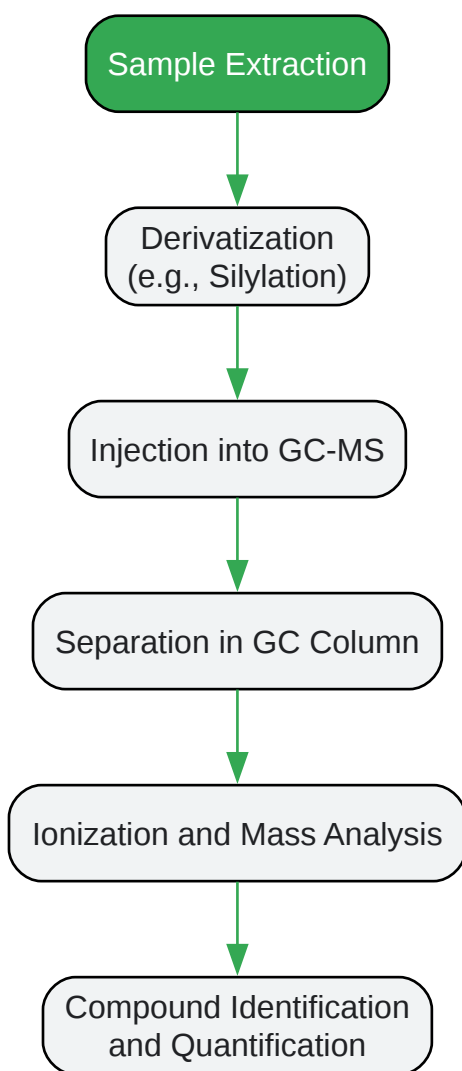 Sample Extraction
Derivatization
(e.g., Silylation)
Injection into GC-MS
Separation in GC Column
Ionization and Mass Analysis
Compound Identification
and Quantification